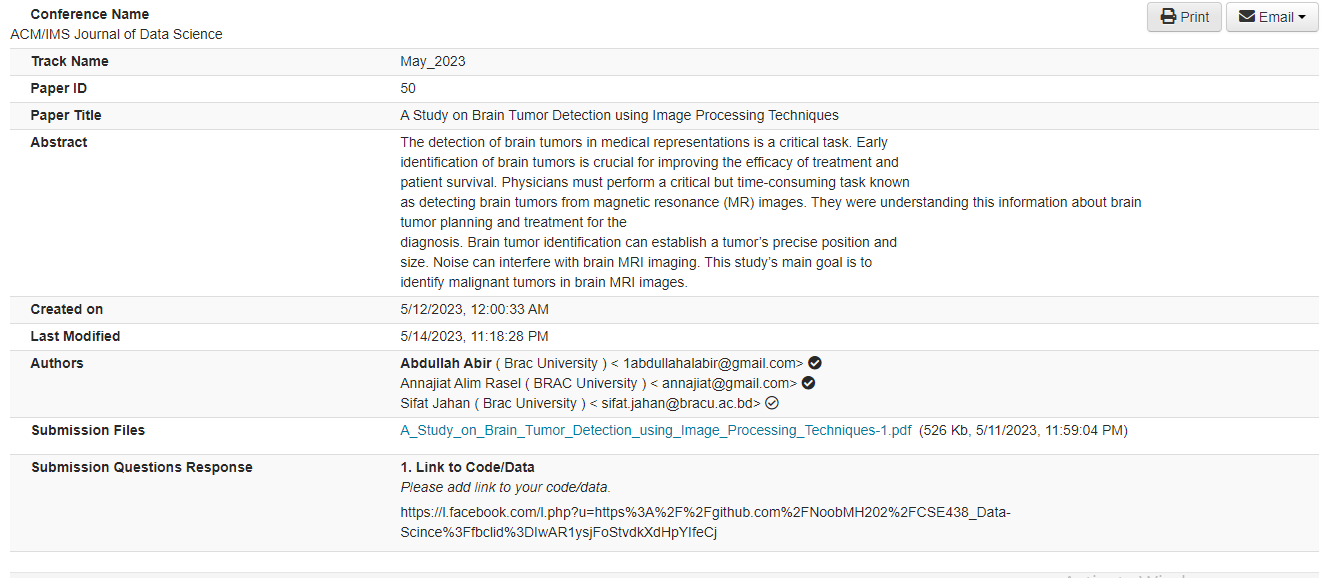 Conference Name
Print
Email
ACM/IMS Journal of Data Science
Track Name May_2023
Paper ID 50
Paper Title A Study on Brain Tumor Detection using Image Processing Techniques
Abstract The detection of brain tumors in medical representations is a critical task. Early
identification of brain tumors is crucial for improving the efficacy of treatment and
patient survival. Physicians must perform a critical but time-consuming task known
as detecting brain tumors from magnetic resonance (MR) images. They were understanding this information about brain
tumor planning and treatment for the
diagnosis. Brain tumor identification can establish a tumor's precise position and
size. Noise can interfere with brain MRI imaging. This study's main goal is to
identify malignant tumors in brain MRI images.
Created on 5/12/2023, 12:00:33 AM
Last Modified 5/14/2023, 11:18:28 PM
Authors Abdullah Abir ( Brac University ) < 1abdullahalabir@gmail.com>
Annajiat Alim Rasel ( BRAC University ) < annajiat@gmail.com>
Sifat Jahan ( Brac University ) < sifat.jahan@bracu.ac.bd>
Submission Files A_Study_on_Brain_Tumor_Detection_using_Image_Processing_Techniques-1.pdf (526 Kb, 5/11/2023, 11:59:04 PM)
Submission Questions Response 1. Link to Code/Data
Please add link to your code/data.
https://l.facebook.com/l.php?u=https%3A%2F%2Fgithub.com%2FNoobMH202%2FCSE438_Data-
Scince%3Ffbclid%3DIwAR1ysjFoStvdkXdHpYIfeCj